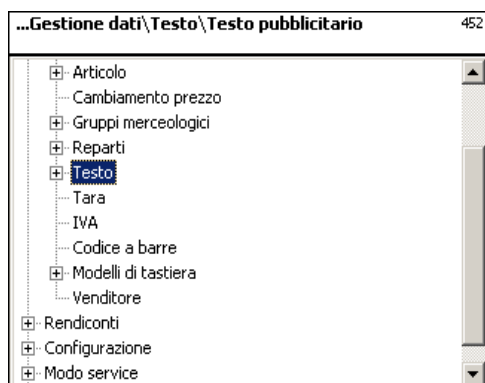 ...Gestione dati\Testo\Testo pubblicitario 452
Articolo
Cambiamento prezzo
Gruppi merceologici
Reparti
Testo
Tara
IVA
Codice a barre
Modelli di tastiera
Venditore
Rendiconti
Configurazione
Modo service